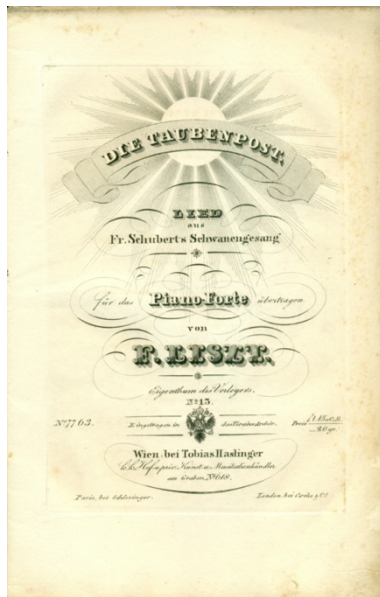 DIE TAUBENPOST.
LIED
aus
Fr. Schubert's Schwanengesang
für das Piano-Forte übertragen
von
F. LISZT.
Eigenthum des Verlegers.
No. 13.
No. 7763. Eingetragen in das Vereins-Archiv. Preis
Wien, bei Tobias Haslinger
k.k. Hof- u. priv. Kunst- u. Musikalienhändler
am Graben, No. 618.
Paris, bei Schlesinger. London, bei Cocks & Co.